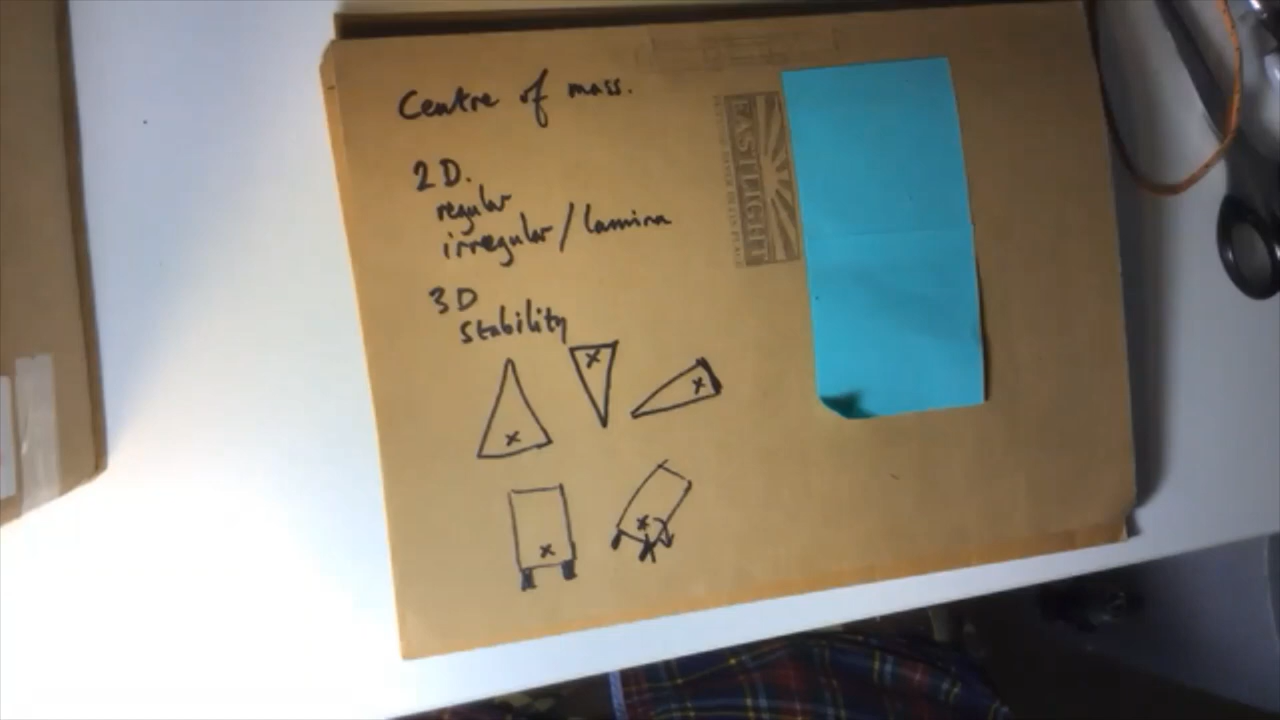 Centre of mass.
2D.
regular
irregular / lamina
3D
stability
EASTLIGHT